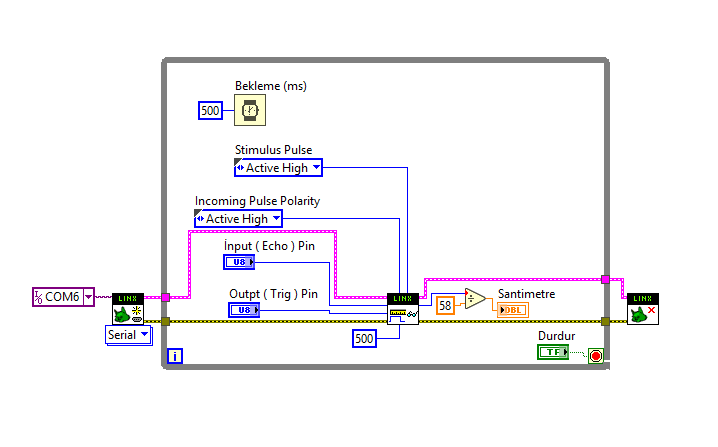 Bekleme (ms)
500
Stimulus Pulse
Active High
Incoming Pulse Polarity
Active High
İnput ( Echo ) Pin
U8
Outpt ( Trig ) Pin
U8
I/O COM6
LINX
LINX
LINX
58
Santimetre
DBL
Serial
500
Durdur
TF
i